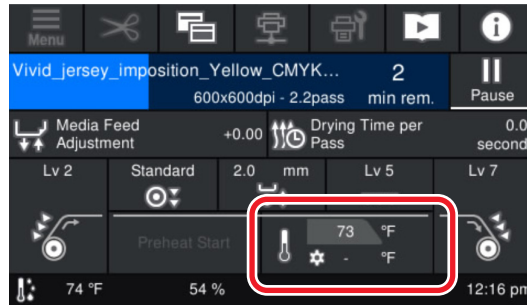 Menu
Vivid_jersey_imposition_Yellow_CMYK...
2
600x600dpi - 2.2pass
min rem.
Pause
Media Feed
Adjustment
+0.00
Drying Time per
Pass
0.0
second
Lv 2
Standard
2.0 mm
Lv 5
Lv 7
Preheat Start
73 °F
- °F
74 °F
54 %
12:16 pm